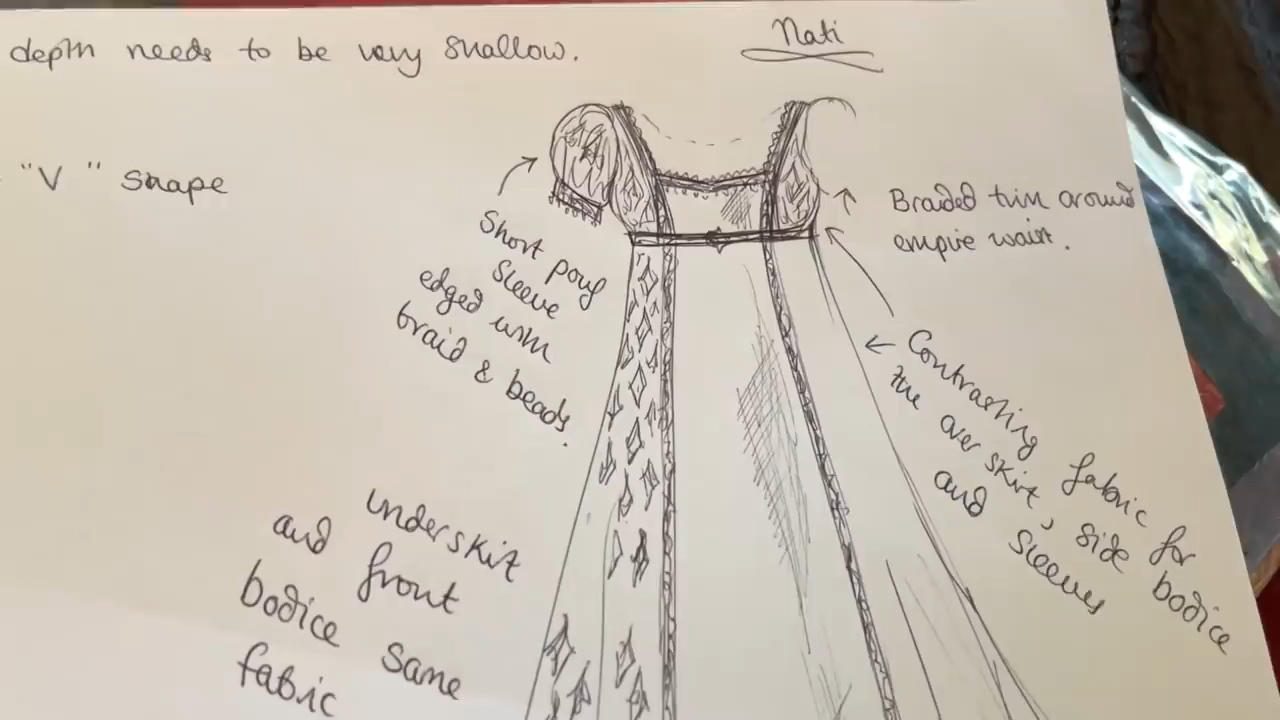 depth needs to be very shallow.
Nati
"V" shape
Short pouf
sleeve
edged with
braid & beads.
Braided trim around
empire waist.
Contrasting fabric for
the over skirt, side bodice
and sleeves
underskit
and front
bodice same
fabric